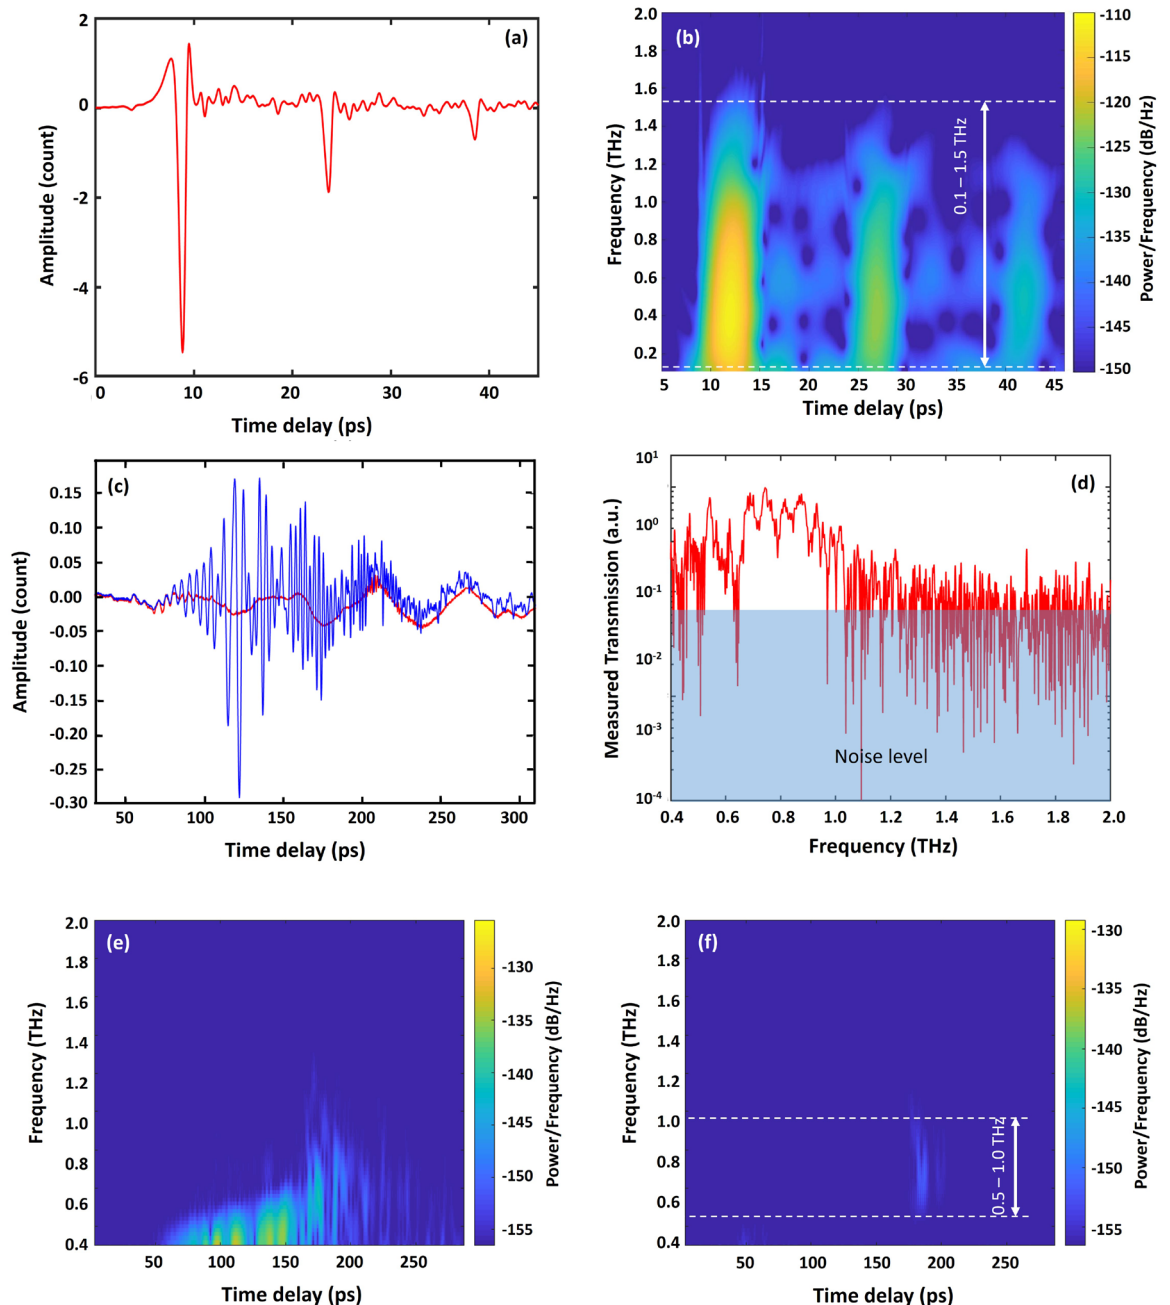 (a)
2
0
-2
-4
-6
0 10 20 30 40
Amplitude (count)
Time delay (ps)
(b)
2.0
1.8
1.6
1.4
1.2
1.0
0.8
0.6
0.4
0.2
5 10 15 20 25 30 35 40 45
Frequency (THz)
Time delay (ps)
0.1 – 1.5 THz
-110
-115
-120
-125
-130
-135
-140
-145
-150
Power/Frequency (dB/Hz)
(c)
0.15
0.10
0.05
0.00
-0.05
-0.10
-0.15
-0.20
-0.25
-0.30
50 100 150 200 250 300
Amplitude (count)
Time delay (ps)
(d)
10¹
10⁰
10⁻¹
10⁻²
10⁻³
10⁻⁴
0.4 0.6 0.8 1.0 1.2 1.4 1.6 1.8 2.0
Measured Transmission (a.u.)
Noise level
Frequency (THz)
(e)
2.0
1.8
1.6
1.4
1.2
1.0
0.8
0.6
0.4
50 100 150 200 250
Frequency (THz)
Time delay (ps)
-130
-135
-140
-145
-150
-155
Power/Frequency (dB/Hz)
(f)
2.0
1.8
1.6
1.4
1.2
1.0
0.8
0.6
0.4
50 100 150 200 250
Frequency (THz)
Time delay (ps)
0.5 – 1.0 THz
-130
-135
-140
-145
-150
-155
Power/Frequency (dB/Hz)